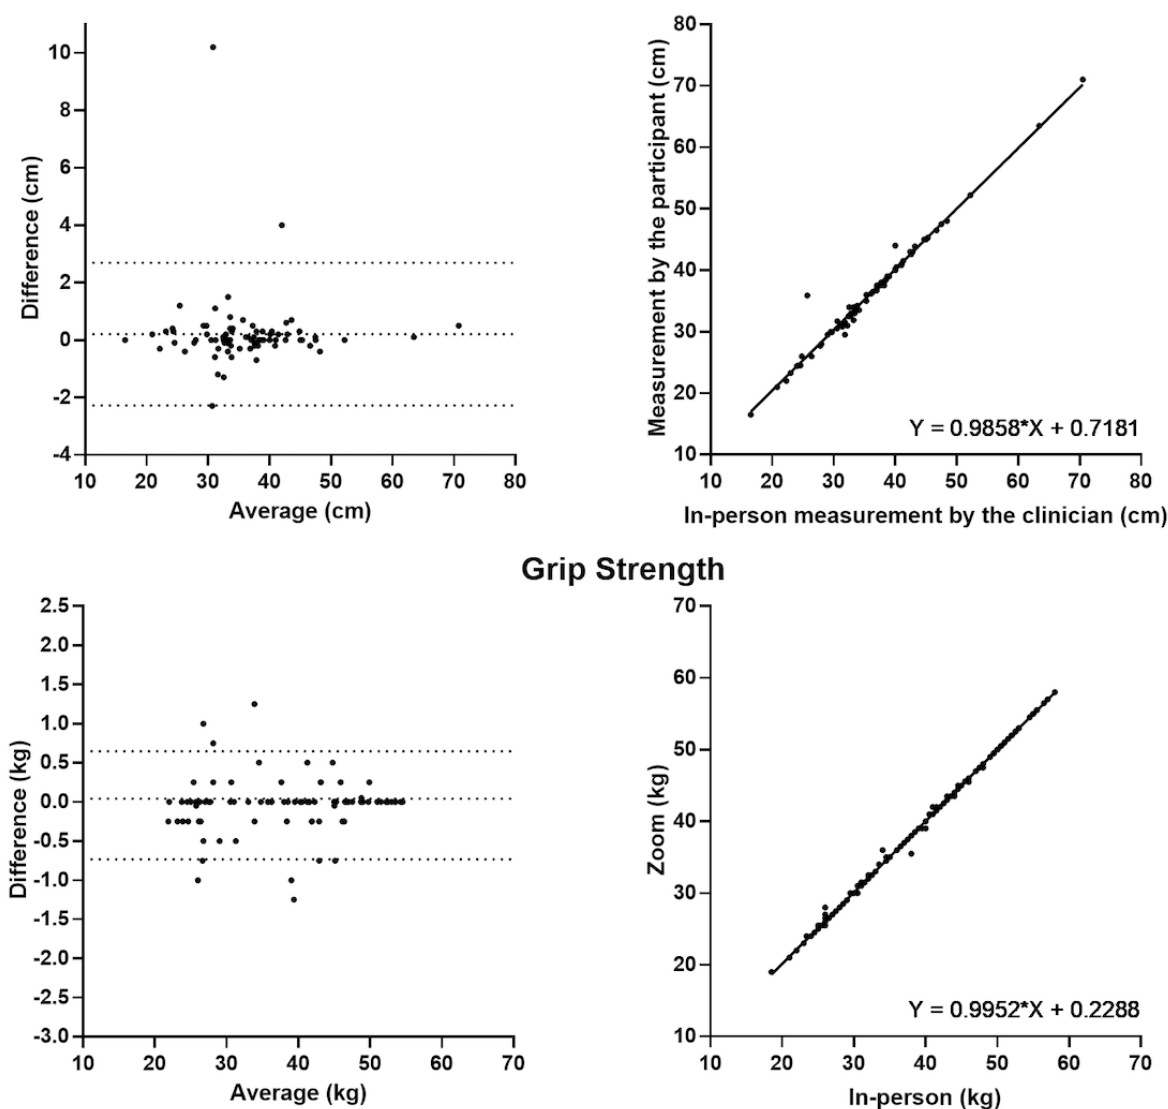 10
8
6
4
2
0
-2
-4
10 20 30 40 50 60 70 80
Difference (cm)
Average (cm)
80
70
60
50
40
30
20
10
10 20 30 40 50 60 70 80
Measurement by the participant (cm)
Y = 0.9858*X + 0.7181
In-person measurement by the clinician (cm)
Grip Strength
2.5
2.0
1.5
1.0
0.5
0.0
-0.5
-1.0
-1.5
-2.0
-2.5
-3.0
10 20 30 40 50 60 70
Difference (kg)
Average (kg)
70
60
50
40
30
20
10
10 20 30 40 50 60 70
Zoom (kg)
Y = 0.9952*X + 0.2288
In-person (kg)